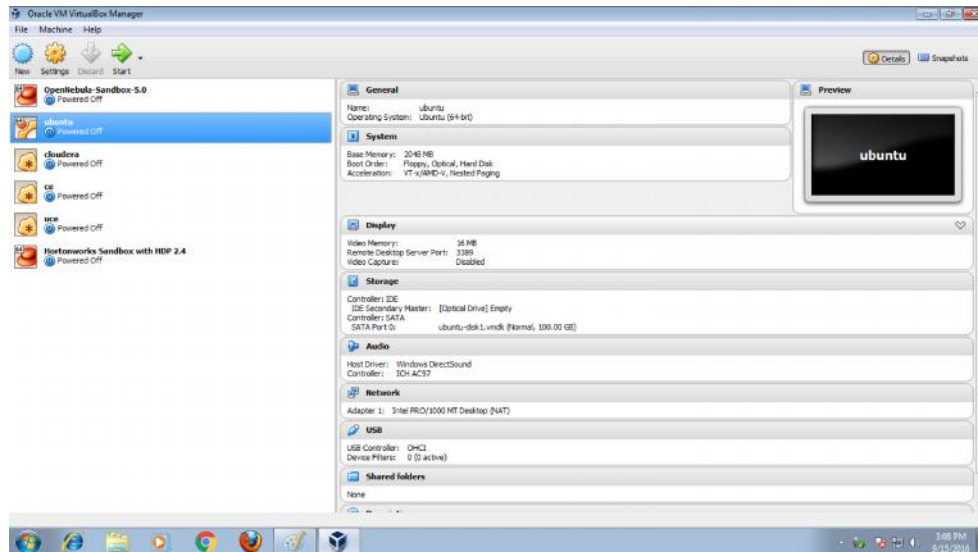 Oracle VM VirtualBox Manager
File Machine Help
New Settings Discard Start
Details Snapshots
OpenNebula-Sandbox-5.0
Powered Off
ubuntu
Powered Off
cloudera
Powered Off
ce
Powered Off
uce
Powered Off
Hortonworks Sandbox with HDP 2.4
Powered Off
General
Name: ubuntu
Operating System: Ubuntu (64-bit)
System
Base Memory: 2048 MB
Boot Order: Floppy, Optical, Hard Disk
Acceleration: VT-x/AMD-V, Nested Paging
Preview
ubuntu
Display
Video Memory: 16 MB
Remote Desktop Server Port: 3389
Video Capture: Disabled
Storage
Controller: IDE
IDE Secondary Master: [Optical Drive] Empty
Controller: SATA
SATA Port 0: ubuntu-disk1.vmdk (Normal, 100.00 GB)
Audio
Host Driver: Windows DirectSound
Controller: ICH AC97
Network
Adapter 1: Intel PRO/1000 MT Desktop (NAT)
USB
USB Controller: OHCI
Device Filters: 0 (0 active)
Shared folders
None
3:08 PM